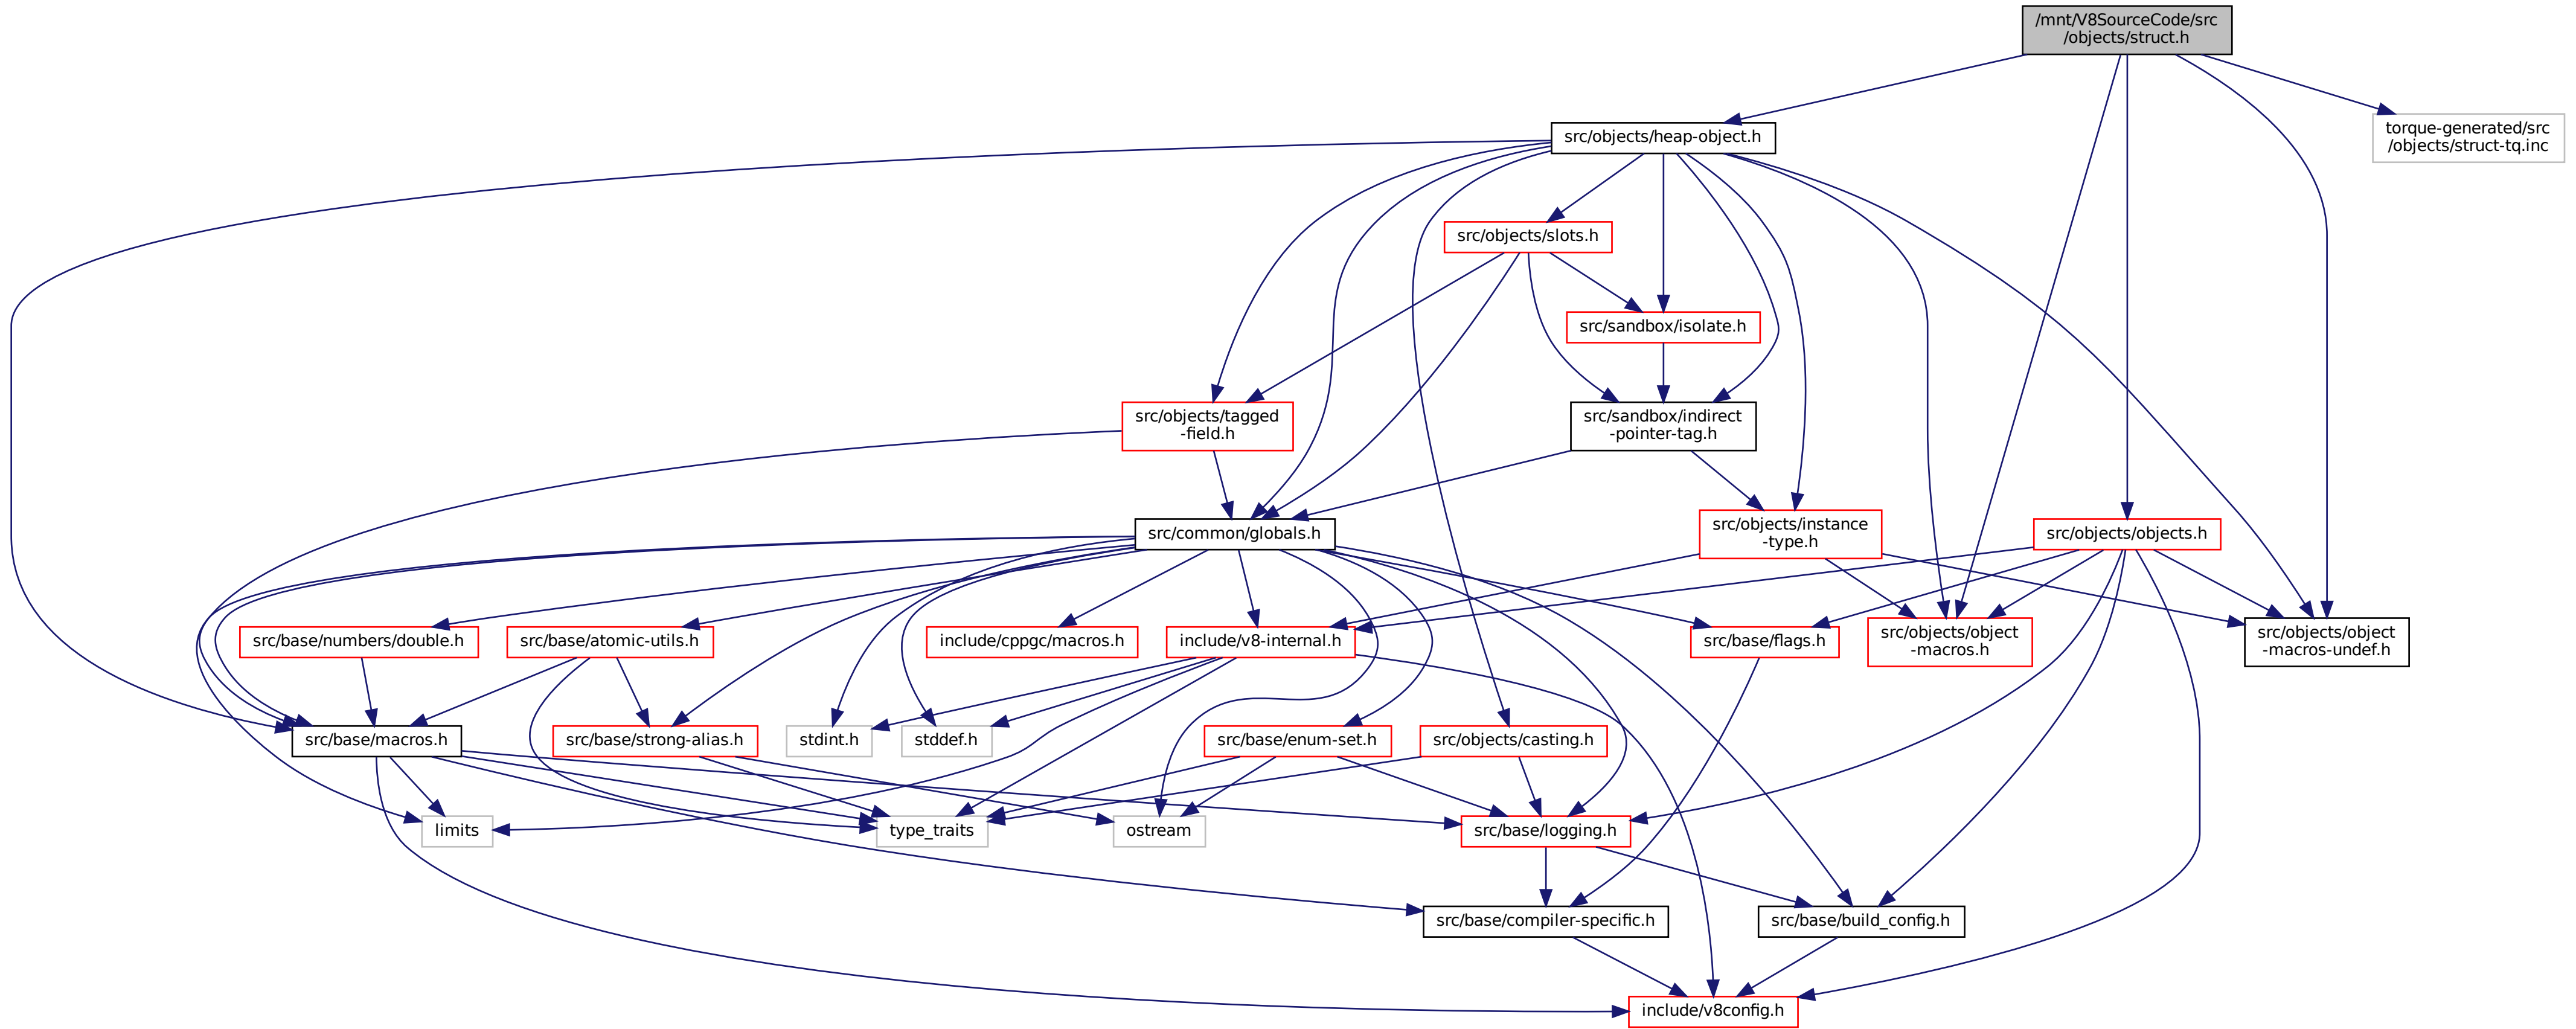 /mnt/V8SourceCode/src
/objects/struct.h
src/objects/heap-object.h
torque-generated/src
/objects/struct-tq.inc
src/objects/slots.h
src/sandbox/isolate.h
src/objects/tagged
-field.h
src/sandbox/indirect
-pointer-tag.h
src/common/globals.h
src/objects/instance
-type.h
src/objects/objects.h
src/base/numbers/double.h
src/base/atomic-utils.h
include/cppgc/macros.h
include/v8-internal.h
src/base/flags.h
src/objects/object
-macros.h
src/objects/object
-macros-undef.h
src/base/macros.h
src/base/strong-alias.h
stdint.h
stddef.h
src/base/enum-set.h
src/objects/casting.h
limits
type_traits
ostream
src/base/logging.h
src/base/compiler-specific.h
src/base/build_config.h
include/v8config.h